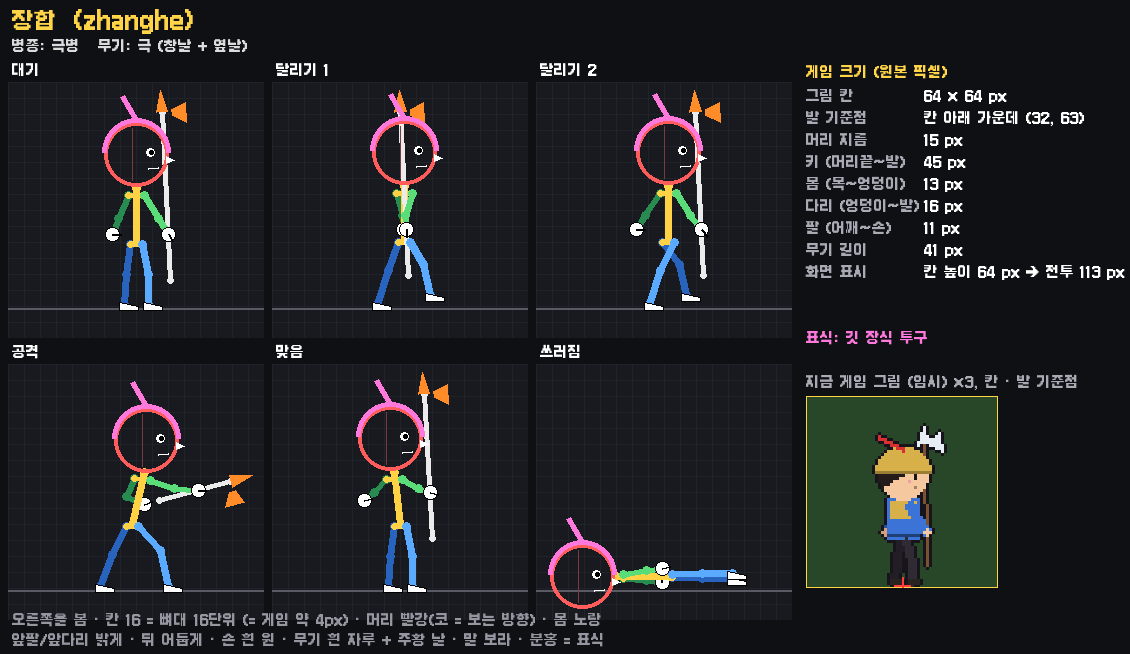 장합 (zhanghe)
병종: 극병 무기: 극 (창날 + 옆날)
대기
달리기 1
달리기 2
공격
맞음
쓰러짐
게임 크기 (원본 픽셀)
그림 칸 64 × 64 px
발 기준점 칸 아래 가운데 (32, 63)
머리 지름 15 px
키 (머리끝~발) 45 px
몸 (목~엉덩이) 13 px
다리 (엉덩이~발) 16 px
팔 (어깨~손) 11 px
무기 길이 41 px
화면 표시 칸 높이 64 px → 전투 113 px
표식: 깃 장식 투구
지금 게임 그림 (임시) ×3, 칸 · 발 기준점
오른쪽을 봄 · 칸 16 = 뼈대 16단위 (= 게임 약 4px) · 머리 빨강(코 = 보는 방향) · 몸 노랑
앞팔/앞다리 밝게 · 뒤 어둡게 · 손 흰 원 · 무기 흰 자루 + 주황 날 · 말 보라 · 분홍 = 표식